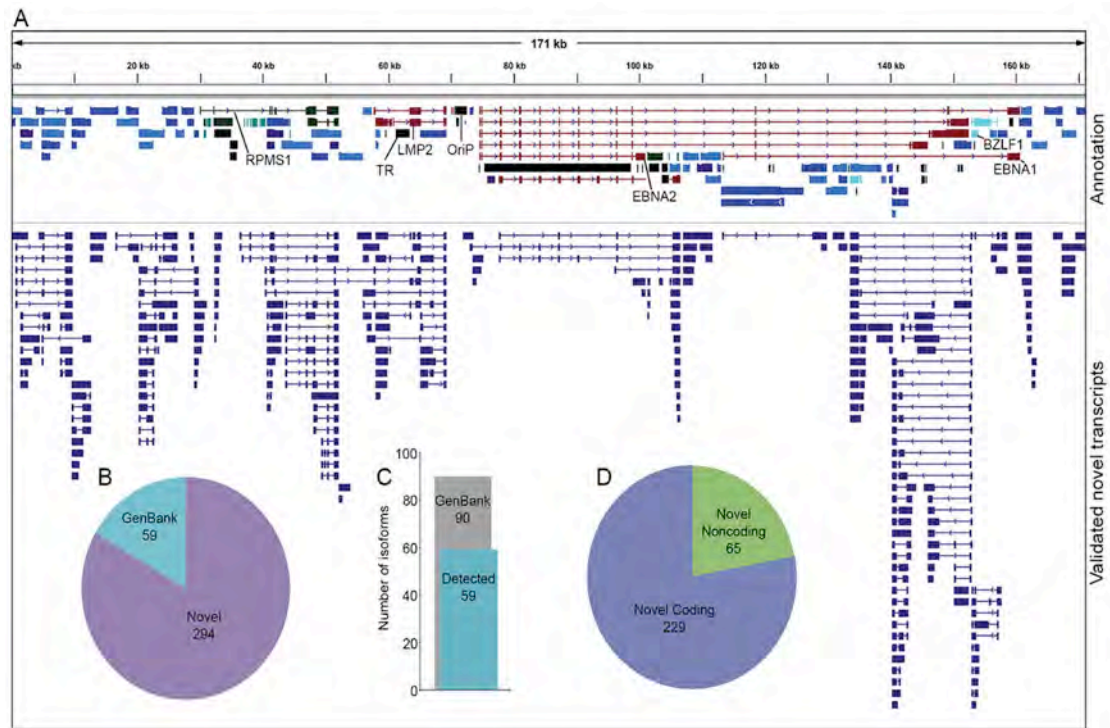 A
171 kb
kb
20 kb
40 kb
60 kb
80 kb
100 kb
120 kb
140 kb
160 kb
Annotation
RPMS1
TR
LMP2
OriP
EBNA2
BZLF1
EBNA1
Validated novel transcripts
B
GenBank
59
Novel
294
C
Number of isoforms
100
80
60
40
20
0
GenBank
90
Detected
59
D
Novel
Noncoding
65
Novel Coding
229